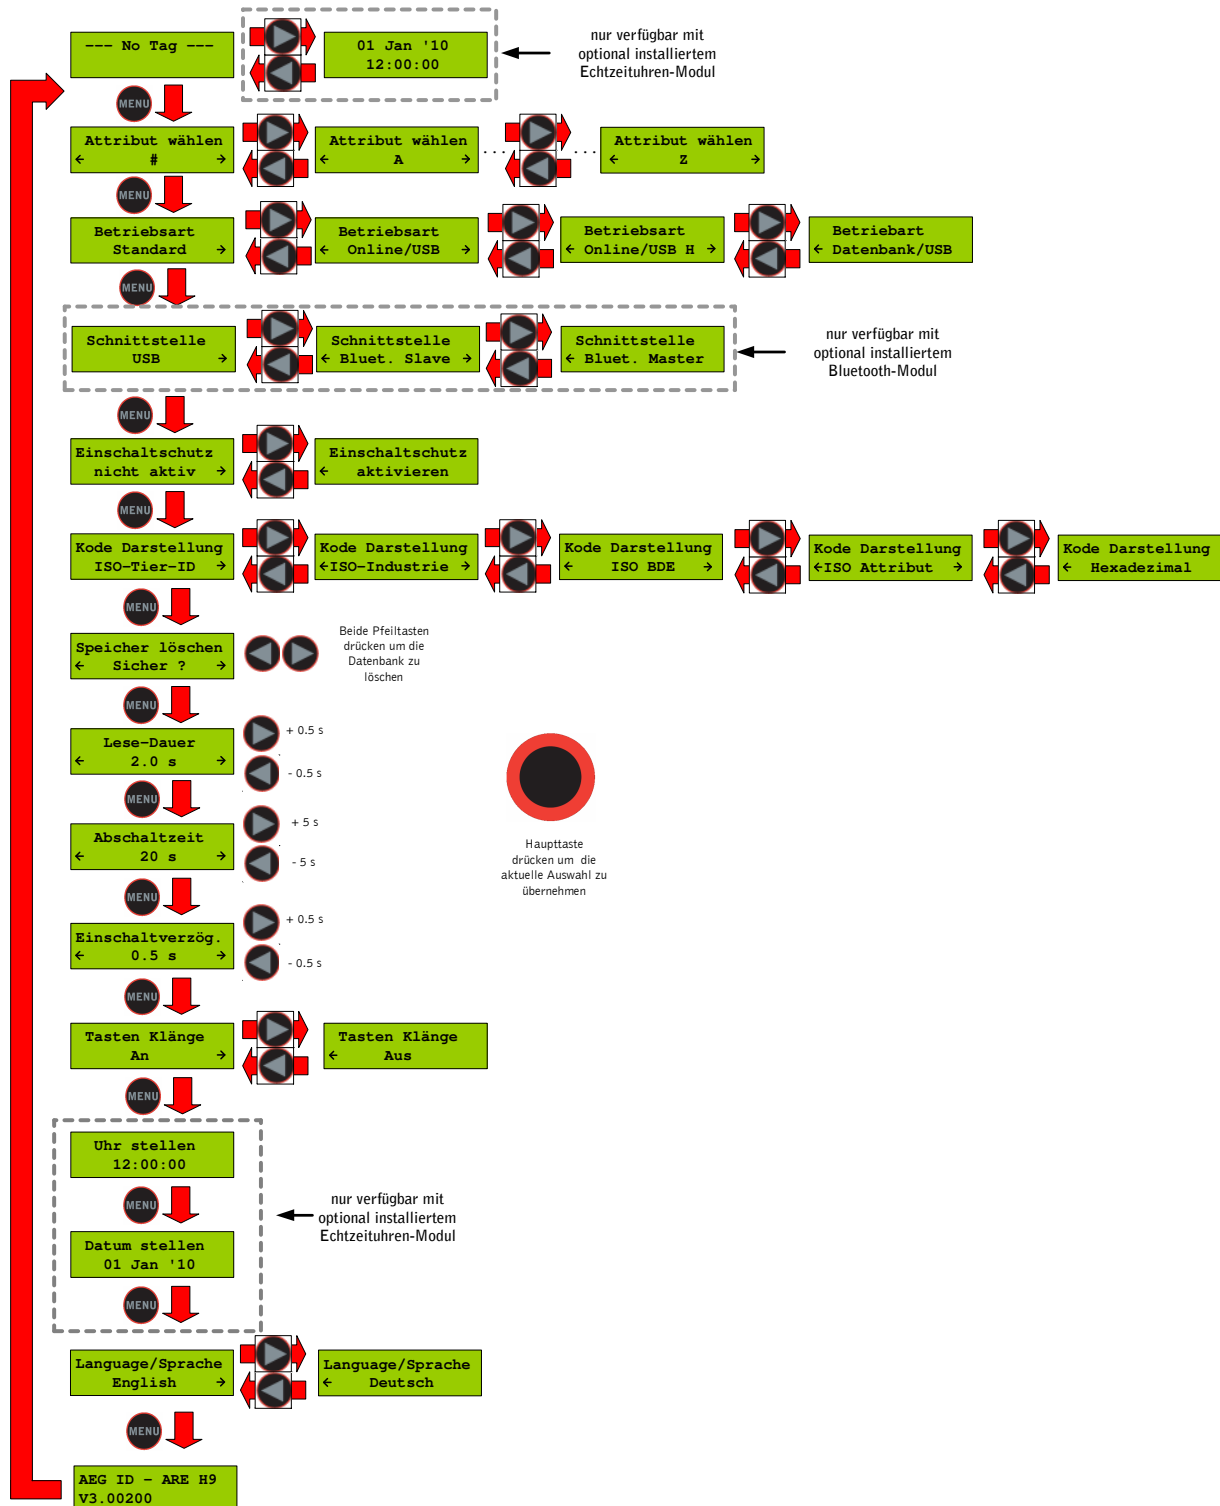 --- No Tag ---
01 Jan '10
12:00:00
nur verfügbar mit
optional installiertem
Echtzeituhren-Modul
MENU
Attribut wählen
← # →
Attribut wählen
← A →
. . .
. . .
Attribut wählen
← Z →
MENU
Betriebsart
Standard →
Betriebsart
← Online/USB →
Betriebsart
← Online/USB H →
Betriebart
← Datenbank/USB
MENU
Schnittstelle
USB →
Schnittstelle
← Bluet. Slave →
Schnittstelle
← Bluet. Master
nur verfügbar mit
optional installiertem
Bluetooth-Modul
MENU
Einschaltschutz
nicht aktiv →
Einschaltschutz
← aktivieren
MENU
Kode Darstellung
ISO-Tier-ID →
Kode Darstellung
←ISO-Industrie →
Kode Darstellung
← ISO BDE →
Kode Darstellung
←ISO Attribut →
Kode Darstellung
← Hexadezimal
MENU
Speicher löschen
← Sicher ? →
Beide Pfeiltasten
drücken um die
Datenbank zu
löschen
MENU
Lese-Dauer
← 2.0 s →
+ 0.5 s
- 0.5 s
MENU
Abschaltzeit
← 20 s →
+ 5 s
- 5 s
Haupttaste
drücken um die
aktuelle Auswahl zu
übernehmen
MENU
Einschaltverzög.
← 0.5 s →
+ 0.5 s
- 0.5 s
MENU
Tasten Klänge
An →
Tasten Klänge
← Aus
MENU
Uhr stellen
12:00:00
MENU
Datum stellen
01 Jan '10
nur verfügbar mit
optional installiertem
Echtzeituhren-Modul
MENU
Language/Sprache
English →
Language/Sprache
← Deutsch
MENU
AEG ID - ARE H9
V3.00200